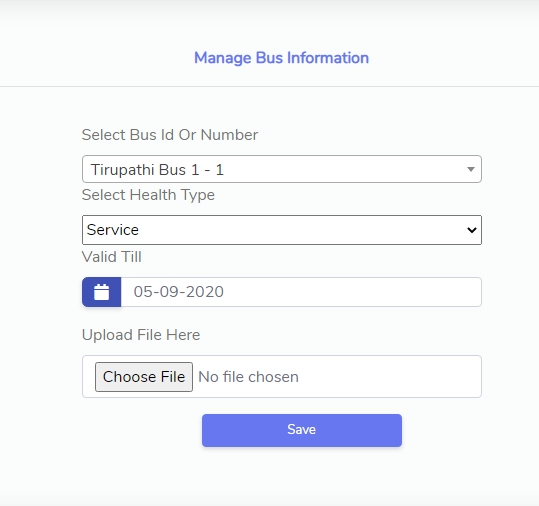 Manage Bus Information
Select Bus Id Or Number
Tirupathi Bus 1 - 1
Select Health Type
Service
Valid Till
05-09-2020
Upload File Here
Choose File No file chosen
Save